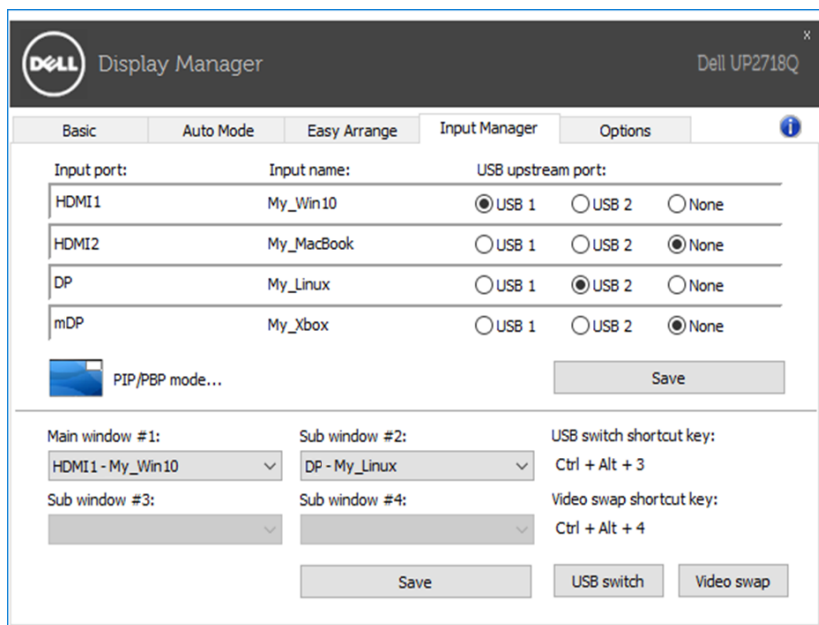 x
DELL Display Manager Dell UP2718Q
Basic Auto Mode Easy Arrange Input Manager Options i
Input port: Input name: USB upstream port:
HDMI1 My_Win10 USB 1 USB 2 None
HDMI2 My_MacBook USB 1 USB 2 None
DP My_Linux USB 1 USB 2 None
mDP My_Xbox USB 1 USB 2 None
PIP/PBP mode... Save
Main window #1: Sub window #2: USB switch shortcut key:
HDMI1 - My_Win10 DP - My_Linux Ctrl + Alt + 3
Sub window #3: Sub window #4: Video swap shortcut key:
Ctrl + Alt + 4
Save USB switch Video swap